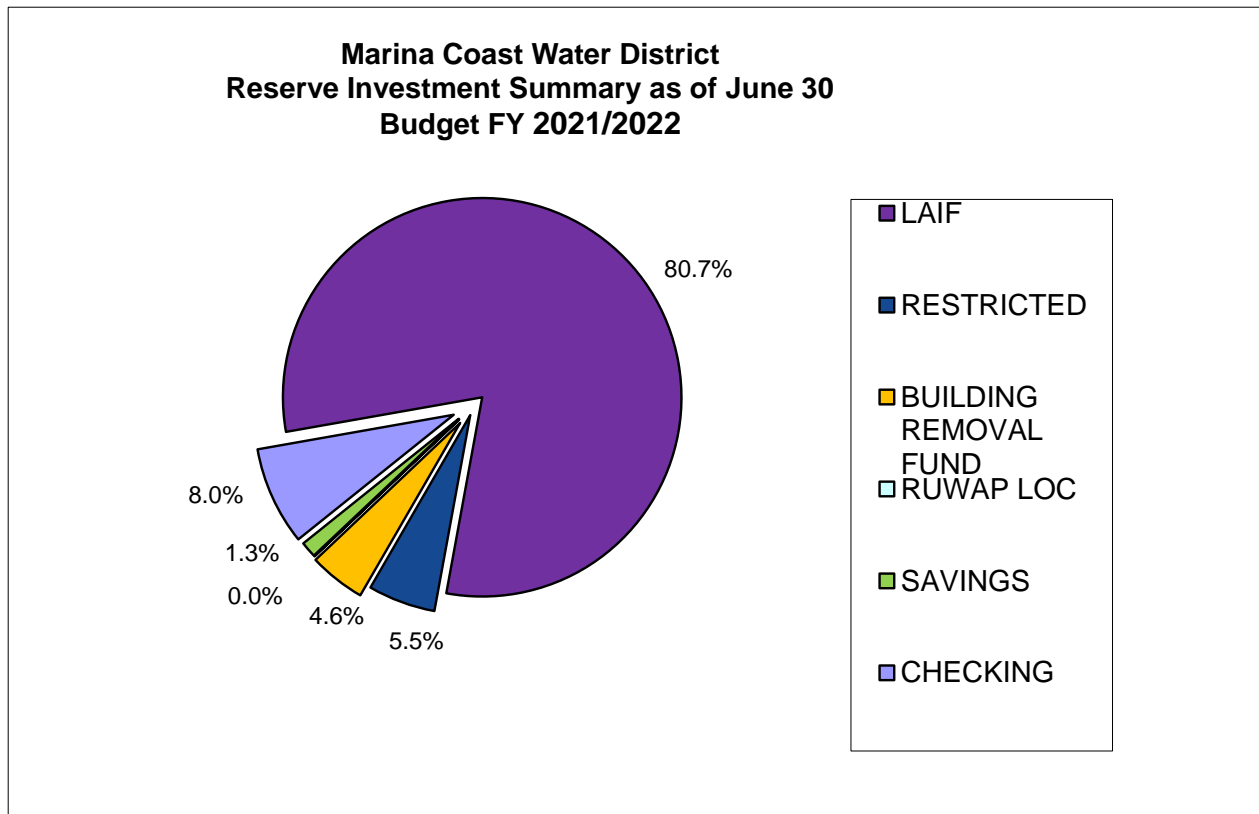 Marina Coast Water District
Reserve Investment Summary as of June 30
Budget FY 2021/2022
80.7%
5.5%
4.6%
0.0%
1.3%
8.0%
LAIF
RESTRICTED
BUILDING
REMOVAL
FUND
RUWAP LOC
SAVINGS
CHECKING